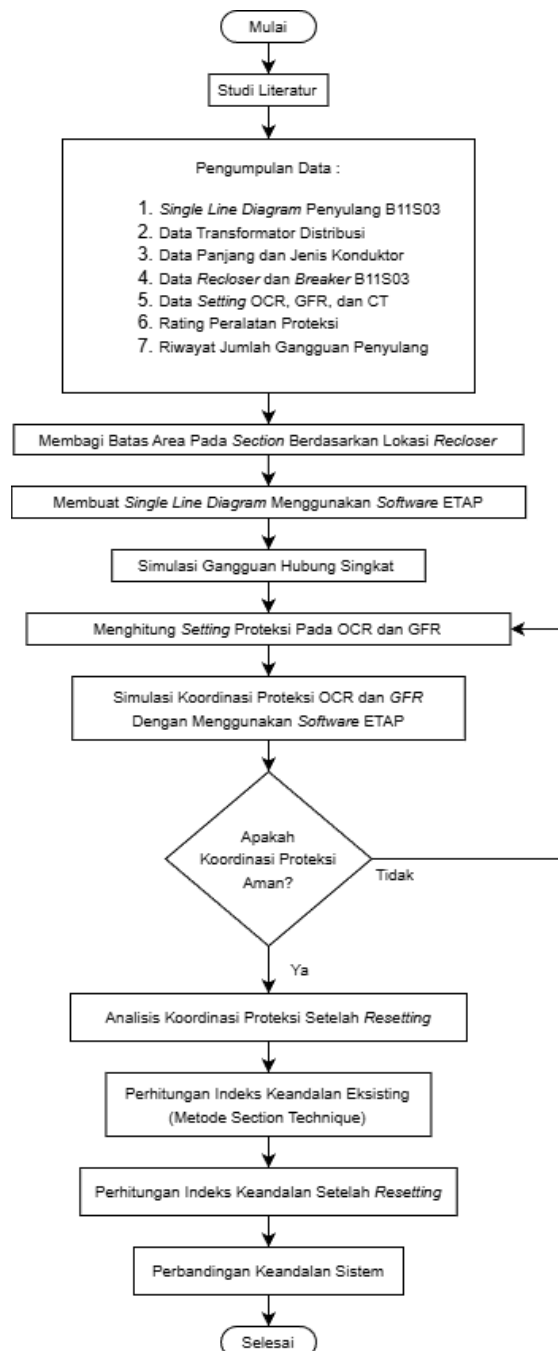 Mulai
Studi Literatur
Pengumpulan Data :
1. Single Line Diagram Penyulang B11S03
2. Data Transformator Distribusi
3. Data Panjang dan Jenis Konduktor
4. Data Recloser dan Breaker B11S03
5. Data Setting OCR, GFR, dan CT
6. Rating Peralatan Proteksi
7. Riwayat Jumlah Gangguan Penyulang
Membagi Batas Area Pada Section Berdasarkan Lokasi Recloser
Membuat Single Line Diagram Menggunakan Software ETAP
Simulasi Gangguan Hubung Singkat
Menghitung Setting Proteksi Pada OCR dan GFR
Simulasi Koordinasi Proteksi OCR dan GFR
Dengan Menggunakan Software ETAP
Apakah
Koordinasi Proteksi
Aman?
Tidak
Ya
Analisis Koordinasi Proteksi Setelah Resetting
Perhitungan Indeks Keandalan Eksisting
(Metode Section Technique)
Perhitungan Indeks Keandalan Setelah Resetting
Perbandingan Keandalan Sistem
Selesai